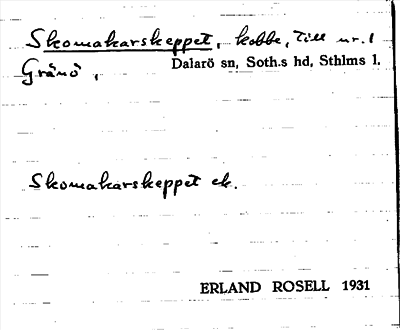 Skomakarskeppet, kobbe, till nr. 1
Gränö, Dalarö sn, Soth.s hd, Sthlms l.
Skomakarskeppet ek.
ERLAND ROSELL 1931